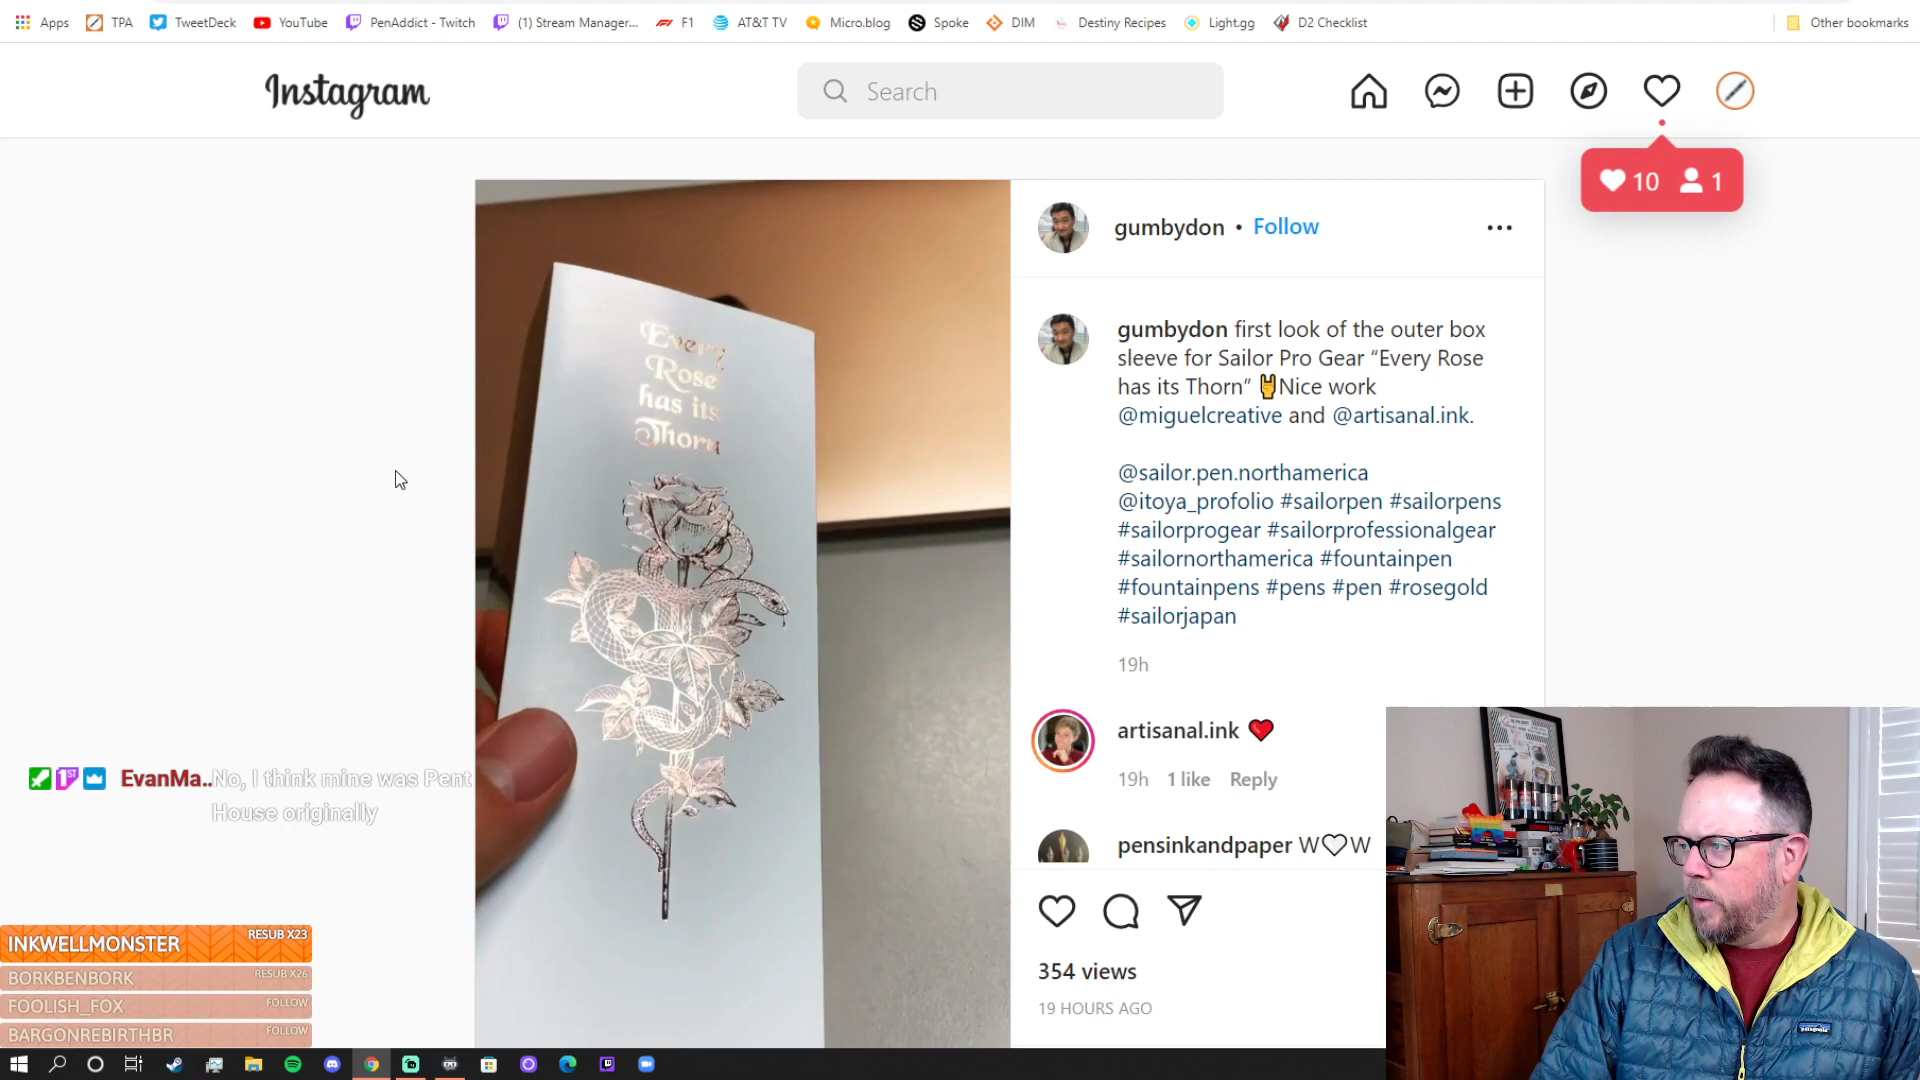 Apps TPA TweetDeck YouTube PenAddict - Twitch (1) Stream Manager... F1 AT&T TV Micro.blog Spoke DIM Destiny Recipes Light.gg D2 Checklist Other bookmarks
Instagram
Search
10 1
gumbydon • Follow
Every
Rose
has its
Thorn
gumbydon first look of the outer box
sleeve for Sailor Pro Gear “Every Rose
has its Thorn” 🤘Nice work
@miguelcreative and @artisanal.ink.
@sailor.pen.northamerica
@itoya_profolio #sailorpen #sailorpens
#sailorprogear #sailorprofessionalgear
#sailornorthamerica #fountainpen
#fountainpens #pens #pen #rosegold
#sailorjapan
19h
artisanal.ink ❤️
19h 1 like Reply
pensinkandpaper W♡W
354 views
19 HOURS AGO
1ST EvanMa..No, I think mine was Pent
House originally
INKWELLMONSTER RESUB X23
BORKBENBORK RESUB X26
FOOLISH_FOX FOLLOW
BARGONREBIRTHBR FOLLOW
patagonia